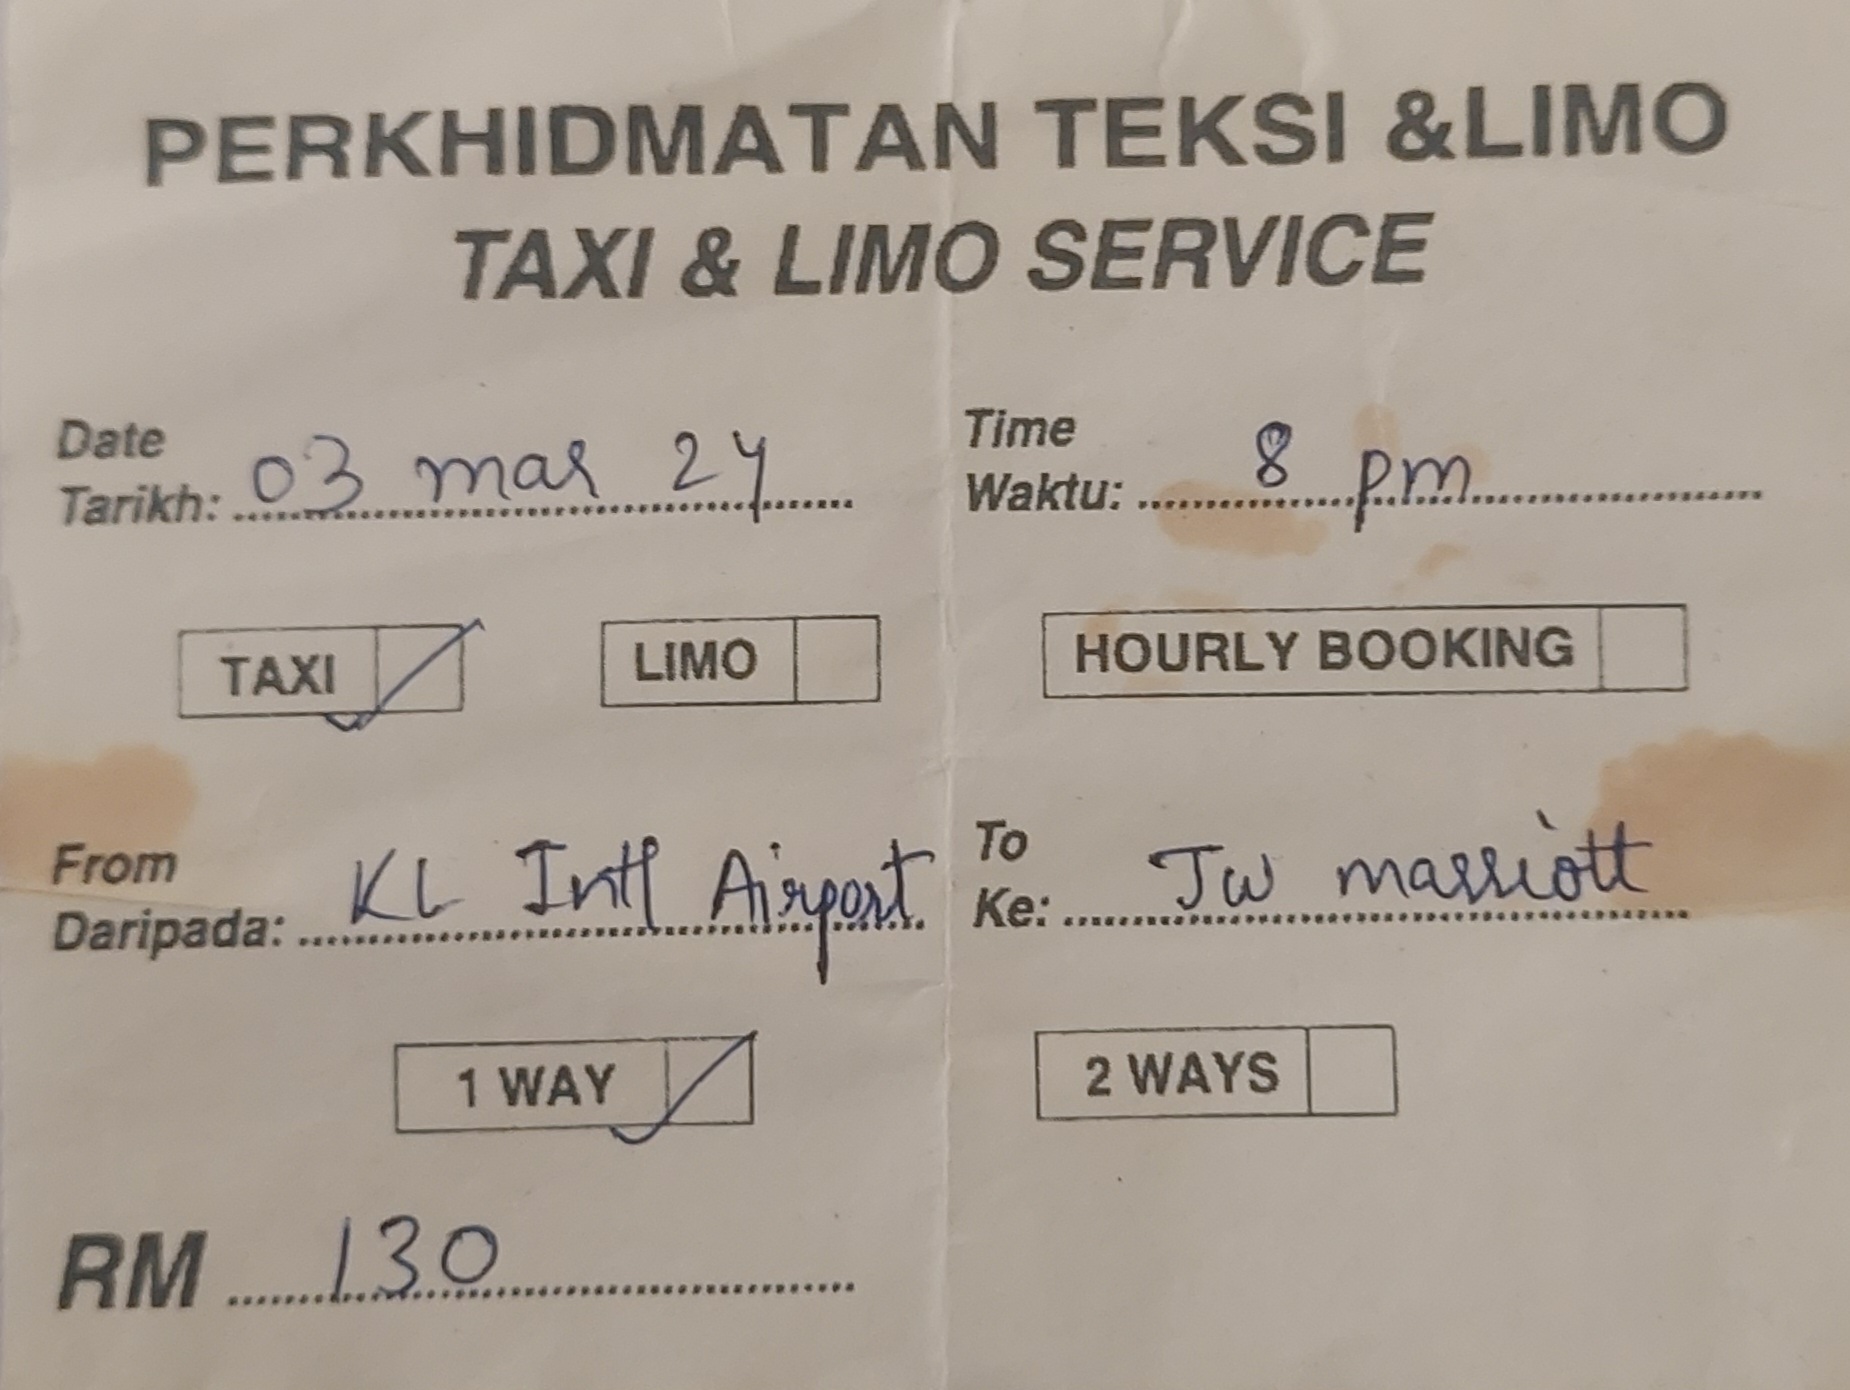 PERKHIDMATAN TEKSI &LIMO
TAXI & LIMO SERVICE
Date
Tarikh: 03 mar 24
Time
Waktu: 8 pm
TAXI
LIMO
HOURLY BOOKING
From
Daripada: KL Intl Airport
To
Ke: JW marriott
1 WAY
2 WAYS
RM 130